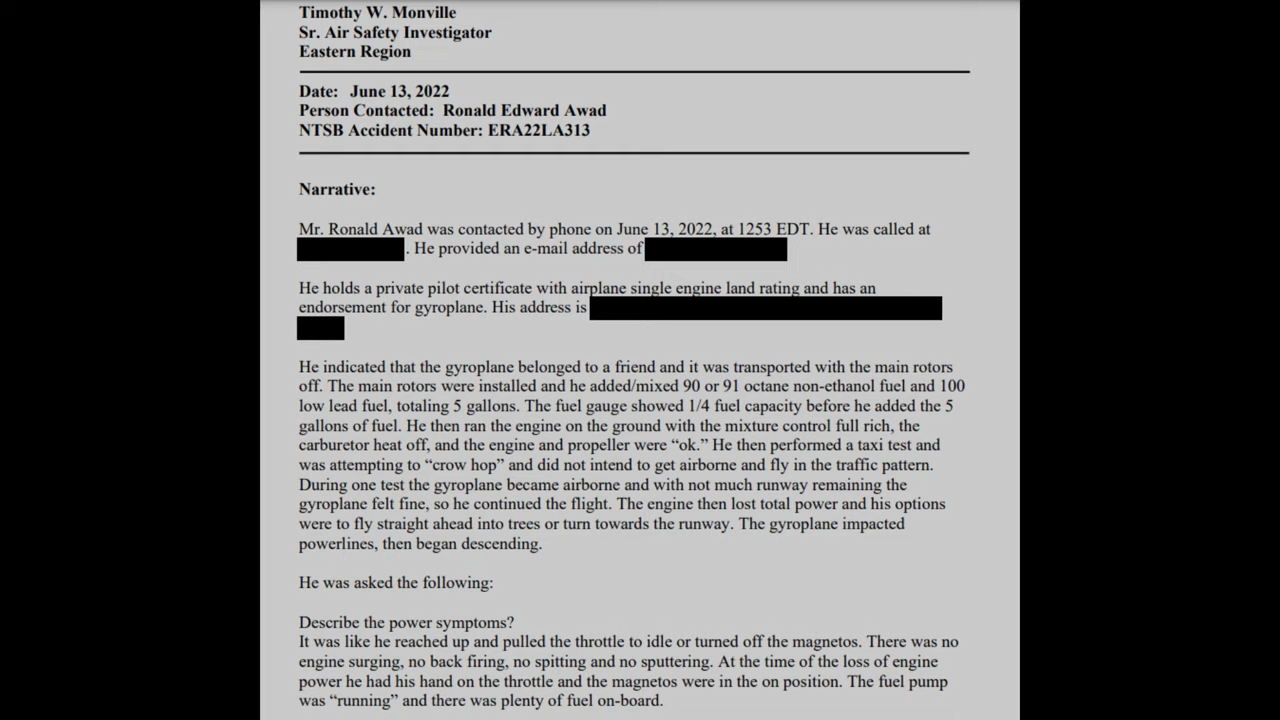 Timothy W. Monville
Sr. Air Safety Investigator
Eastern Region
Date: June 13, 2022
Person Contacted: Ronald Edward Awad
NTSB Accident Number: ERA22LA313
Narrative:
Mr. Ronald Awad was contacted by phone on June 13, 2022, at 1253 EDT. He was called at
. He provided an e-mail address of
He holds a private pilot certificate with airplane single engine land rating and has an
endorsement for gyroplane. His address is
He indicated that the gyroplane belonged to a friend and it was transported with the main rotors
off. The main rotors were installed and he added/mixed 90 or 91 octane non-ethanol fuel and 100
low lead fuel, totaling 5 gallons. The fuel gauge showed 1/4 fuel capacity before he added the 5
gallons of fuel. He then ran the engine on the ground with the mixture control full rich, the
carburetor heat off, and the engine and propeller were “ok.” He then performed a taxi test and
was attempting to “crow hop” and did not intend to get airborne and fly in the traffic pattern.
During one test the gyroplane became airborne and with not much runway remaining the
gyroplane felt fine, so he continued the flight. The engine then lost total power and his options
were to fly straight ahead into trees or turn towards the runway. The gyroplane impacted
powerlines, then began descending.
He was asked the following:
Describe the power symptoms?
It was like he reached up and pulled the throttle to idle or turned off the magnetos. There was no
engine surging, no back firing, no spitting and no sputtering. At the time of the loss of engine
power he had his hand on the throttle and the magnetos were in the on position. The fuel pump
was “running” and there was plenty of fuel on-board.